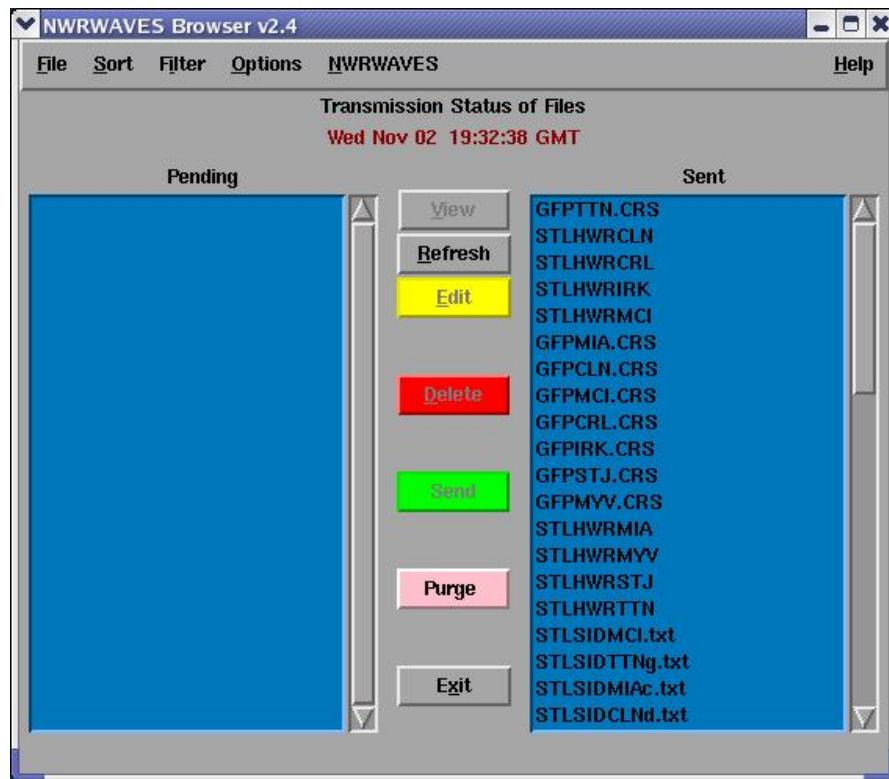 NWRWAVES Browser v2.4
File Sort Filter Options NWRWAVES Help
Transmission Status of Files
Wed Nov 02 19:32:38 GMT
Pending
Sent
View
Refresh
Edit
Delete
Send
Purge
Exit
GFPTTN.CRS
STLHWRCLN
STLHWRCRL
STLHWRIRK
STLHWRMCI
GFPMIA.CRS
GFPCLN.CRS
GFPMCI.CRS
GFPCRL.CRS
GFPIRK.CRS
GFPSTJ.CRS
GFPMYV.CRS
STLHWRMIA
STLHWRMYV
STLHWRSTJ
STLHWRTTN
STLSIDMCI.txt
STLSIDTTNg.txt
STLSIDMIAc.txt
STLSIDCLNd.txt